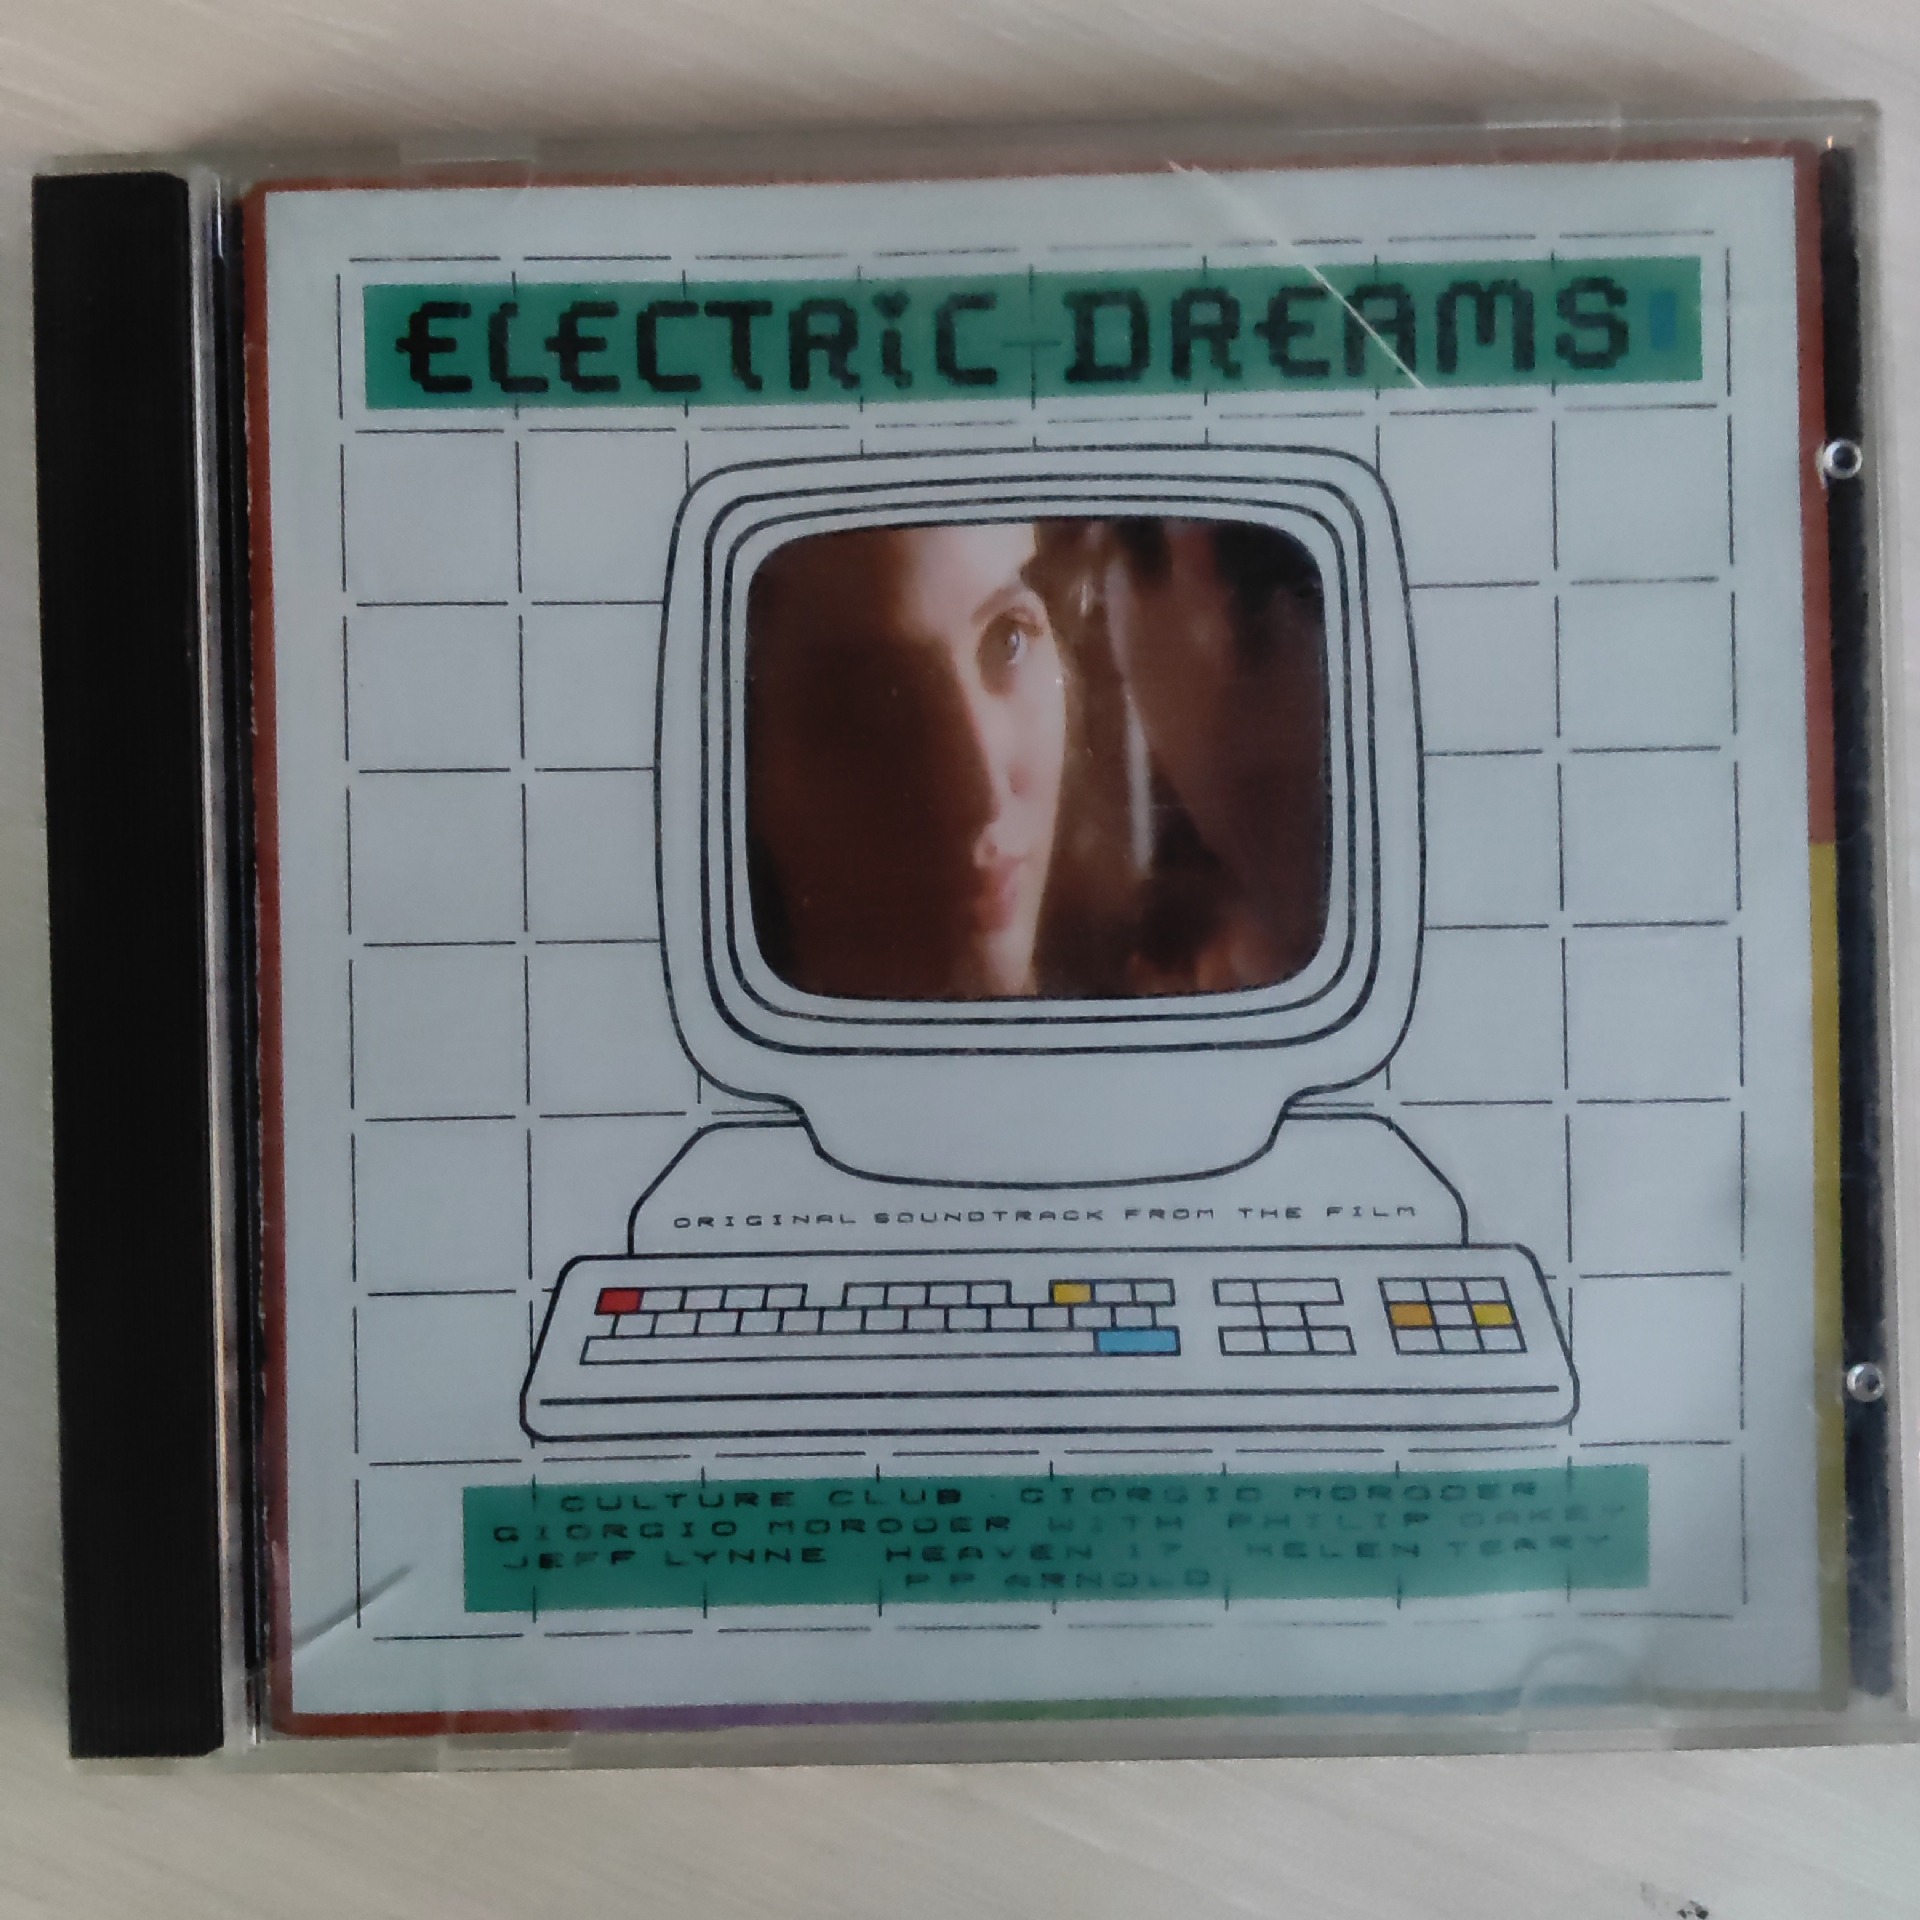 ELECTRIC DREAMS
ORIGINAL SOUNDTRACK FROM THE FILM
CULTURE CLUB · GIORGIO MORODER
GIORGIO MORODER WITH PHILIP OAKEY
JEFF LYNNE · HEAVEN 17 · HELEN TERRY
PP ARNOLD